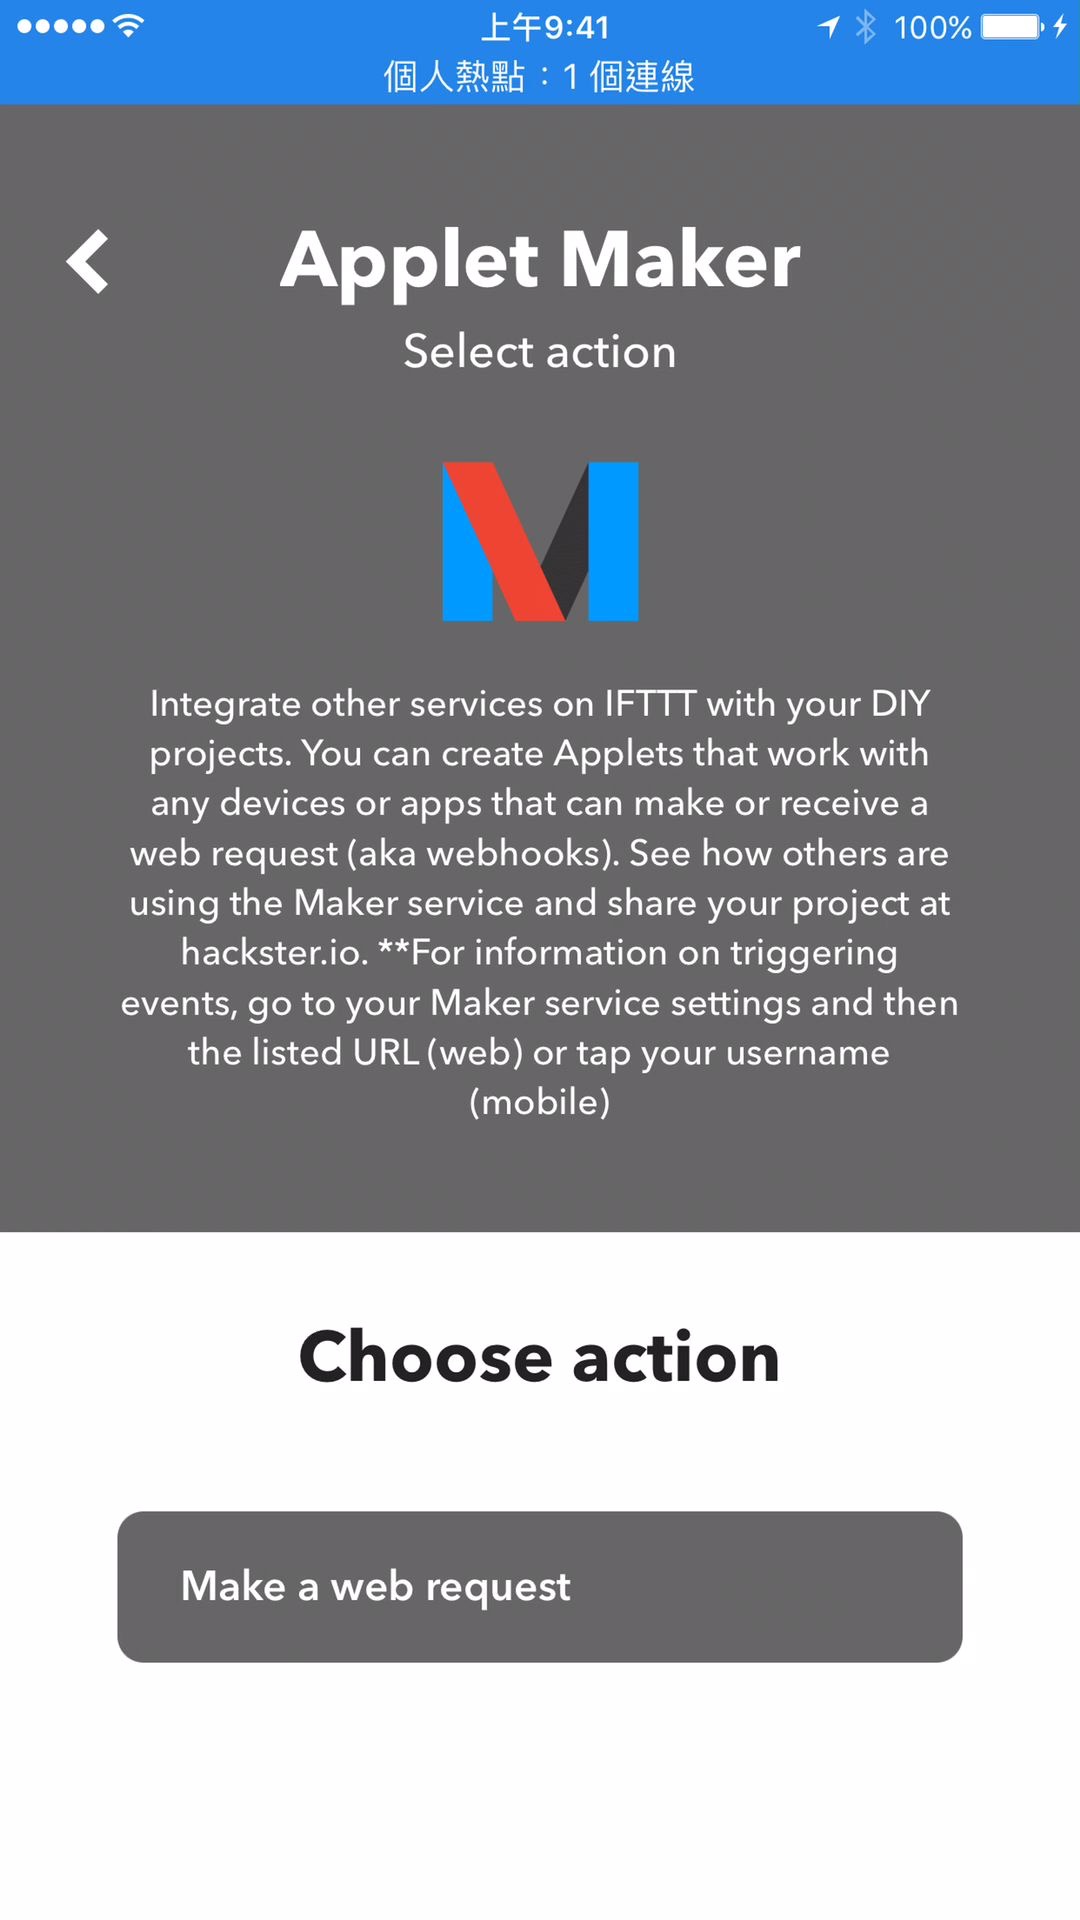 上午9:41
100%
個人熱點：1 個連線
Applet Maker
Select action
Integrate other services on IFTTT with your DIY
projects. You can create Applets that work with
any devices or apps that can make or receive a
web request (aka webhooks). See how others are
using the Maker service and share your project at
hackster.io. **For information on triggering
events, go to your Maker service settings and then
the listed URL (web) or tap your username
(mobile)
Choose action
Make a web request